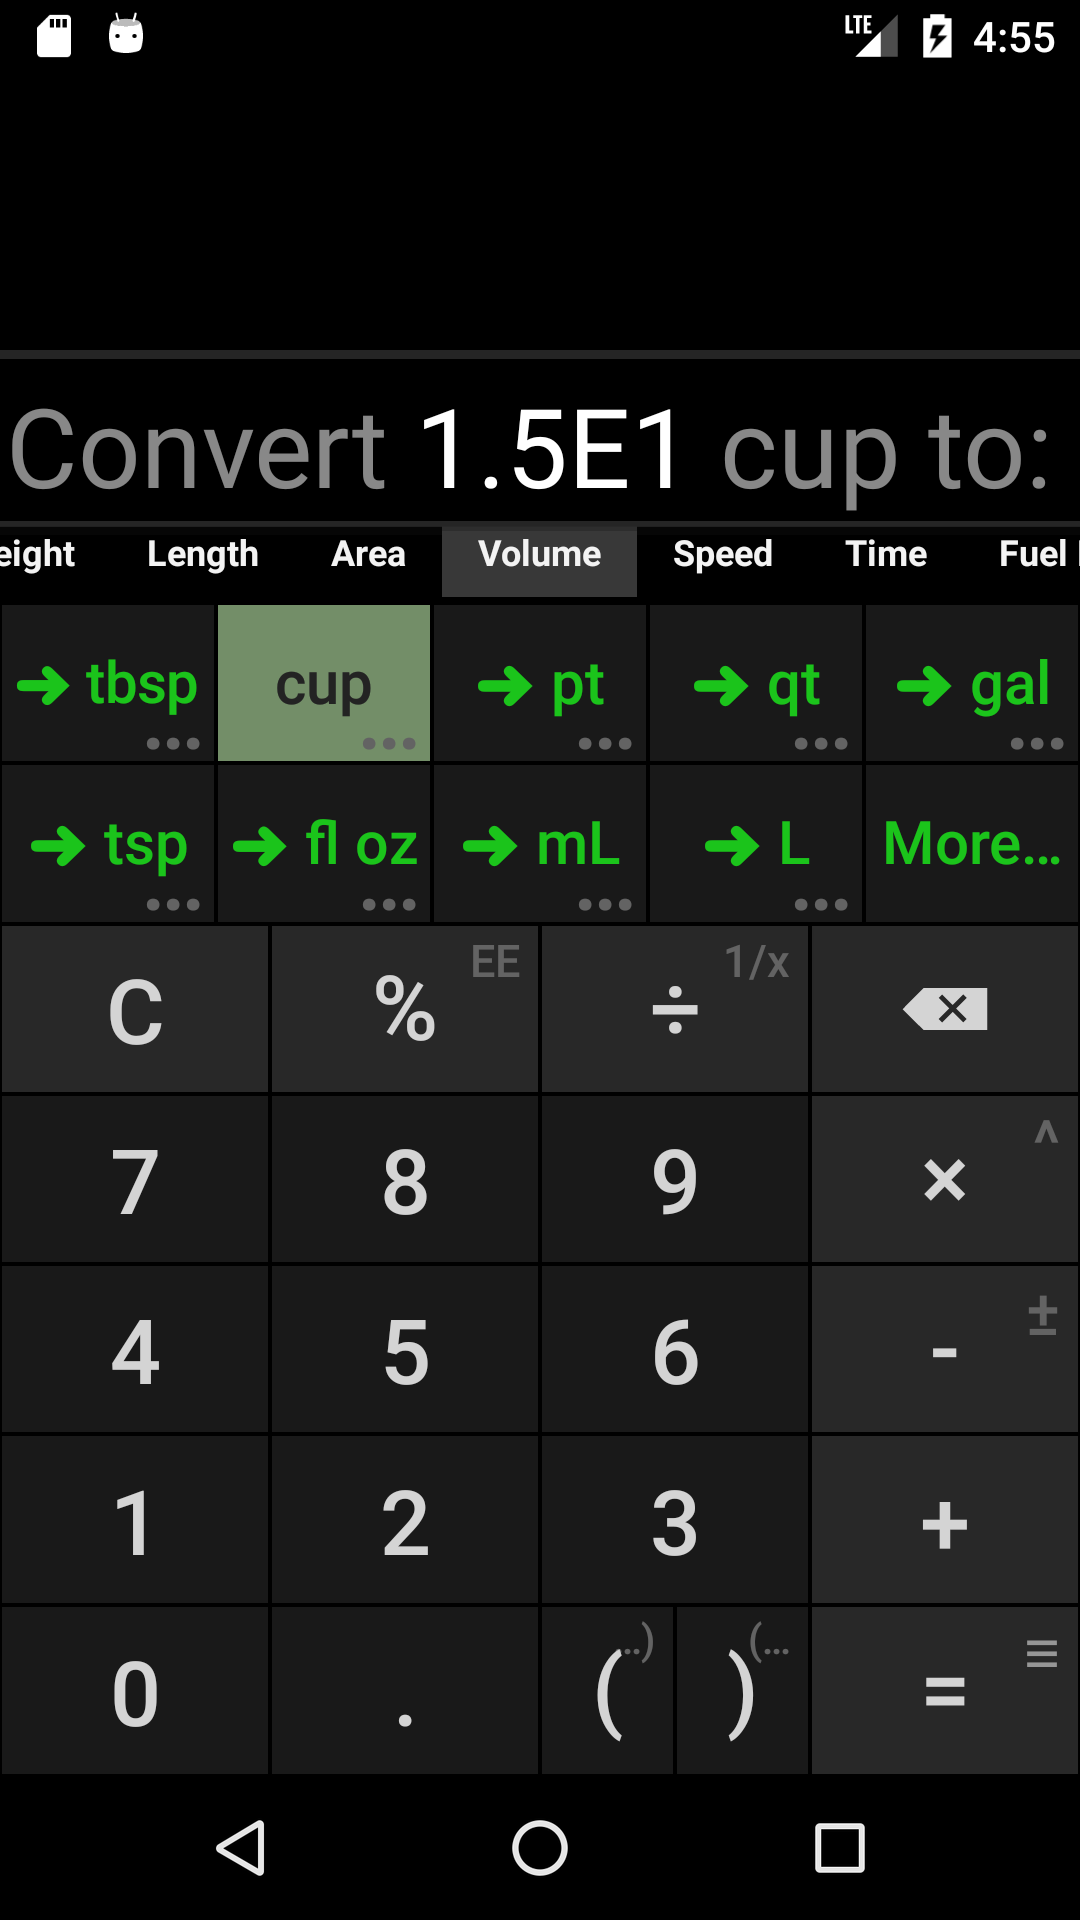 LTE 4:55
Convert 1.5E1 cup to:
eight Length Area Volume Speed Time Fuel
tbsp cup pt qt gal
tsp fl oz mL L More...
C % EE ÷ 1/x
7 8 9 × ^
4 5 6 - ±
1 2 3 +
0 . ( ..) ) (... =